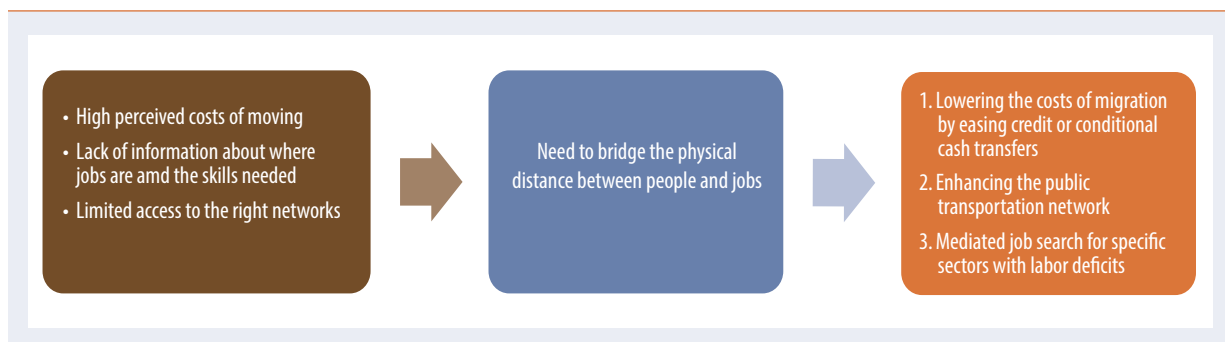 • High perceived costs of moving
• Lack of information about where
jobs are amd the skills needed
• Limited access to the right networks
Need to bridge the physical
distance between people and jobs
1. Lowering the costs of migration
by easing credit or conditional
cash transfers
2. Enhancing the public
transportation network
3. Mediated job search for specific
sectors with labor deficits